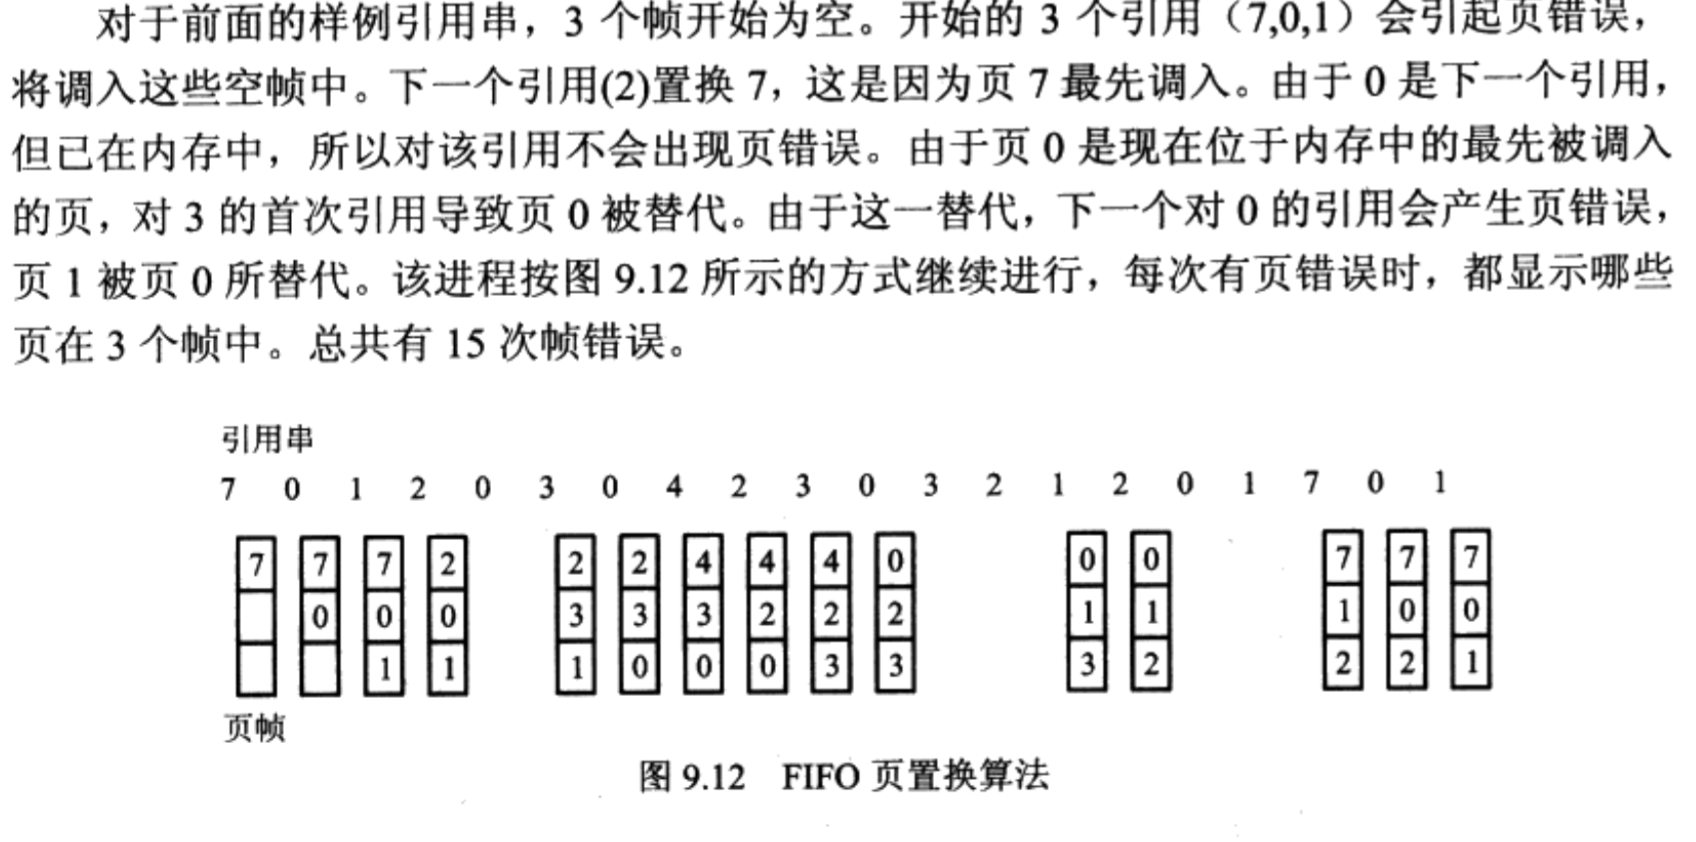 对于前面的样例引用串，3 个帧开始为空。开始的 3 个引用（7,0,1）会引起页错误，
将调入这些空帧中。下一个引用(2)置换 7，这是因为页 7 最先调入。由于 0 是下一个引用，
但已在内存中，所以对该引用不会出现页错误。由于页 0 是现在位于内存中的最先被调入
的页，对 3 的首次引用导致页 0 被替代。由于这一替代，下一个对 0 的引用会产生页错误，
页 1 被页 0 所替代。该进程按图 9.12 所示的方式继续进行，每次有页错误时，都显示哪些
页在 3 个帧中。总共有 15 次帧错误。
引用串
7 0 1 2 0 3 0 4 2 3 0 3 2 1 2 0 1 7 0 1
7 7 7 2 2 2 4 4 4 0 0 0 7 7 7
0 0 0 3 3 3 2 2 2 1 1 1 0 0
1 1 1 0 0 0 3 3 3 2 2 2 1
页帧
图 9.12 FIFO 页置换算法